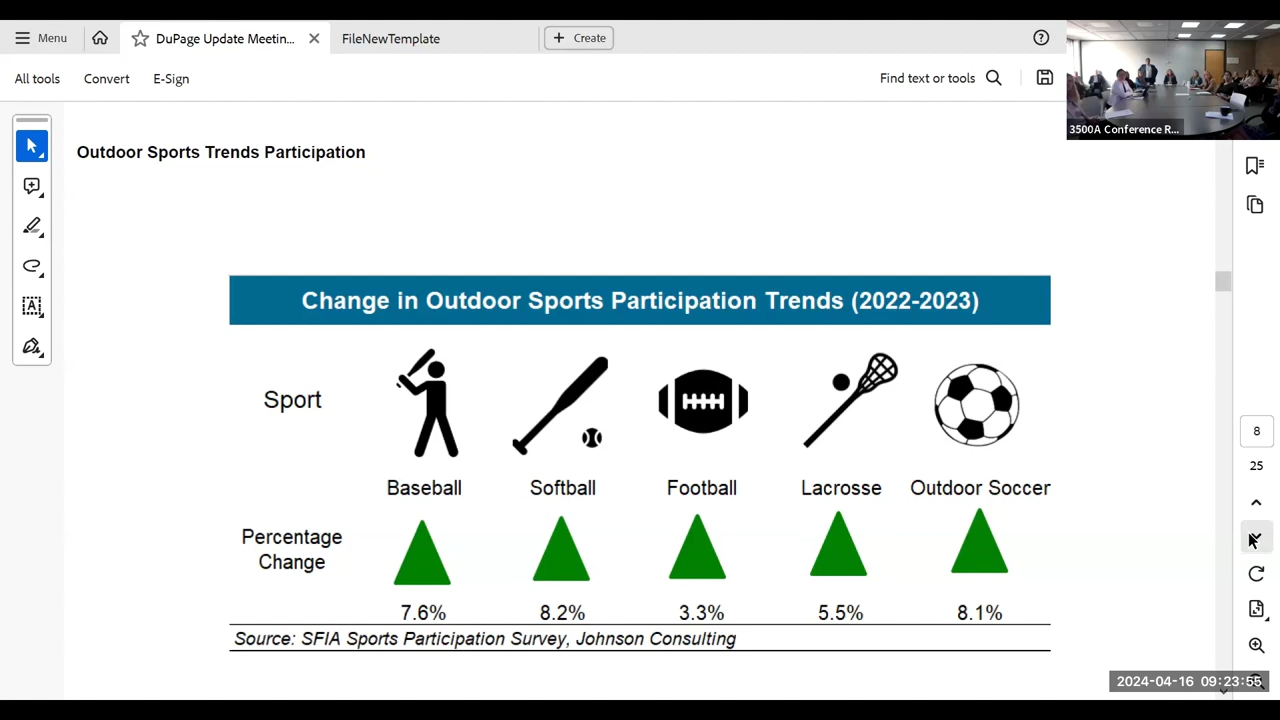 Menu
DuPage Update Meetin...
FileNewTemplate
Create
All tools
Convert
E-Sign
Find text or tools
3500A Conference R...
Outdoor Sports Trends Participation
Change in Outdoor Sports Participation Trends (2022-2023)
Sport
Baseball Softball Football Lacrosse Outdoor Soccer
Percentage
Change
7.6% 8.2% 3.3% 5.5% 8.1%
Source: SFIA Sports Participation Survey, Johnson Consulting
8
25
2024-04-16 09:23:55